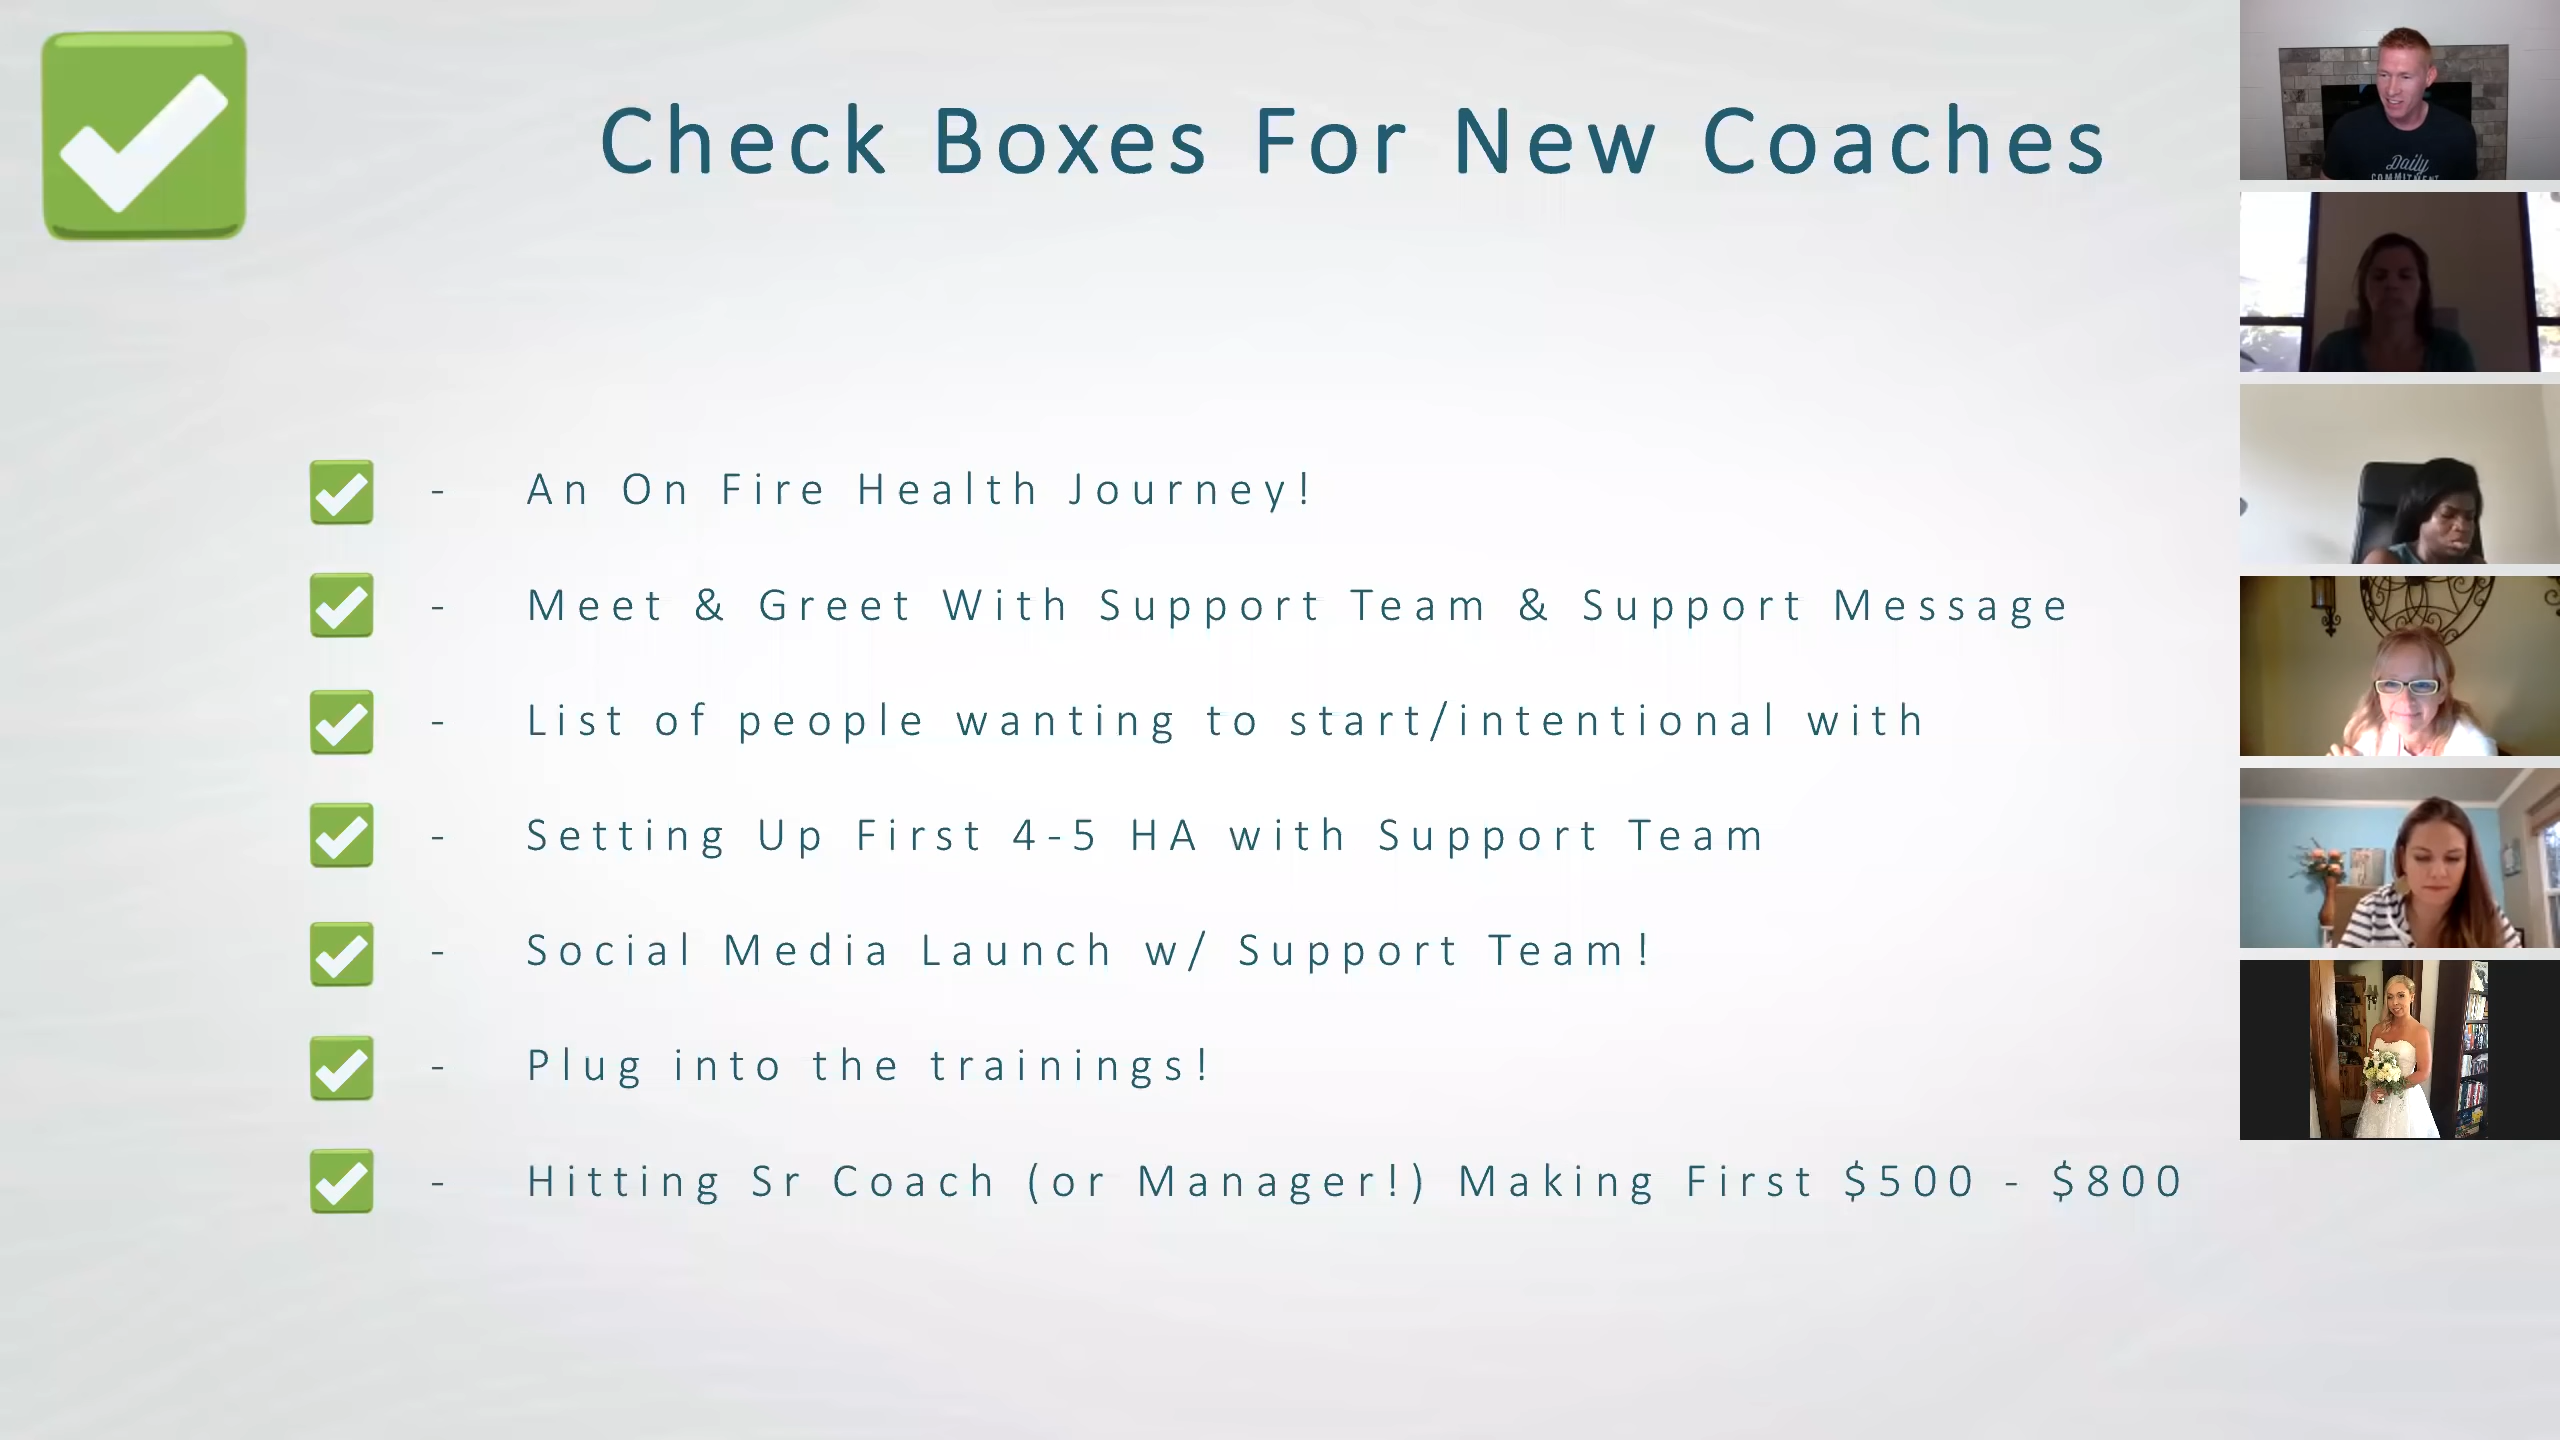 Check Boxes For New Coaches
- An On Fire Health Journey!
- Meet & Greet With Support Team & Support Message
- List of people wanting to start/intentional with
- Setting Up First 4-5 HA with Support Team
- Social Media Launch w/ Support Team!
- Plug into the trainings!
- Hitting Sr Coach (or Manager!) Making First $500 - $800
Daily
COMMITMENT